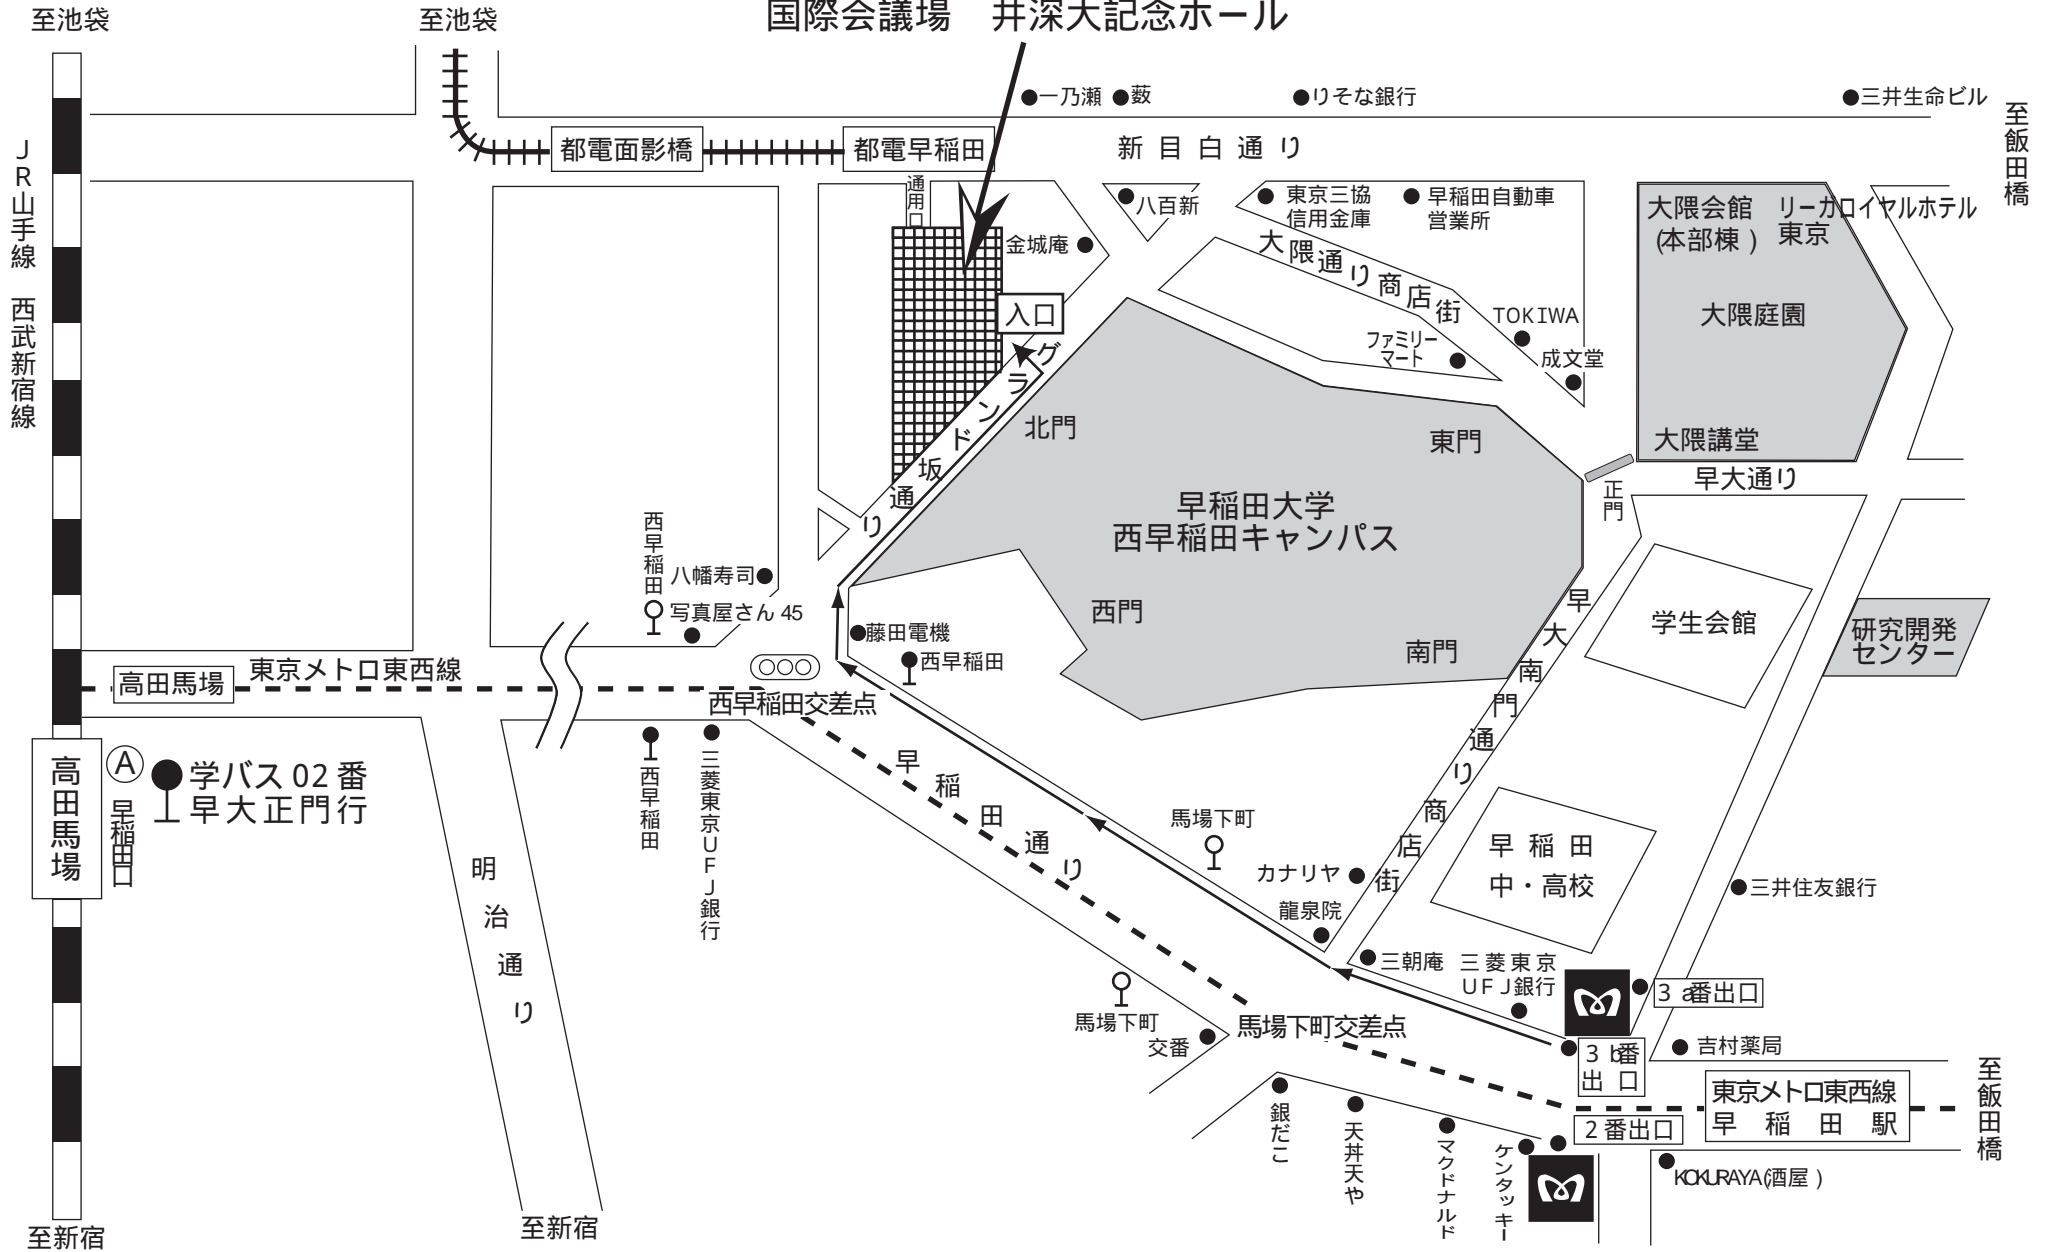 国際会議場　井深大記念ホール
至池袋
至池袋
一乃瀬
薮
りそな銀行
三井生命ビル
至飯田橋
JR山手線　西武新宿線
都電面影橋
都電早稲田
新目白通り
通用口
金城庵
八百新
東京三協
信用金庫
早稲田自動車
営業所
大隈会館
(本部棟)
リーガロイヤルホテル
東京
大隈通り商店街
入口
大隈庭園
TOKIWA
ファミリー
マート
成文堂
グランド坂通り
北門
東門
大隈講堂
早大通り
正門
早稲田大学
西早稲田キャンパス
西早稲田
八幡寿司
写真屋さん45
藤田電機
西早稲田
西門
南門
早大南門通り商店街
学生会館
研究開発
センター
高田馬場
東京メトロ東西線
西早稲田交差点
高田馬場
A
早稲田口
学バス02番
早大正門行
西早稲田
三菱東京UFJ銀行
早稲田通り
明治通り
馬場下町
カナリヤ
龍泉院
早稲田
中・高校
三井住友銀行
三朝庵
三菱東京
UFJ銀行
3a番出口
馬場下町
交番
馬場下町交差点
3b番
出口
吉村薬局
至飯田橋
東京メトロ東西線
早稲田駅
2番出口
銀だこ
天丼天や
マクドナルド
ケンタッキー
KOKURAYA(酒屋)
至新宿
至新宿